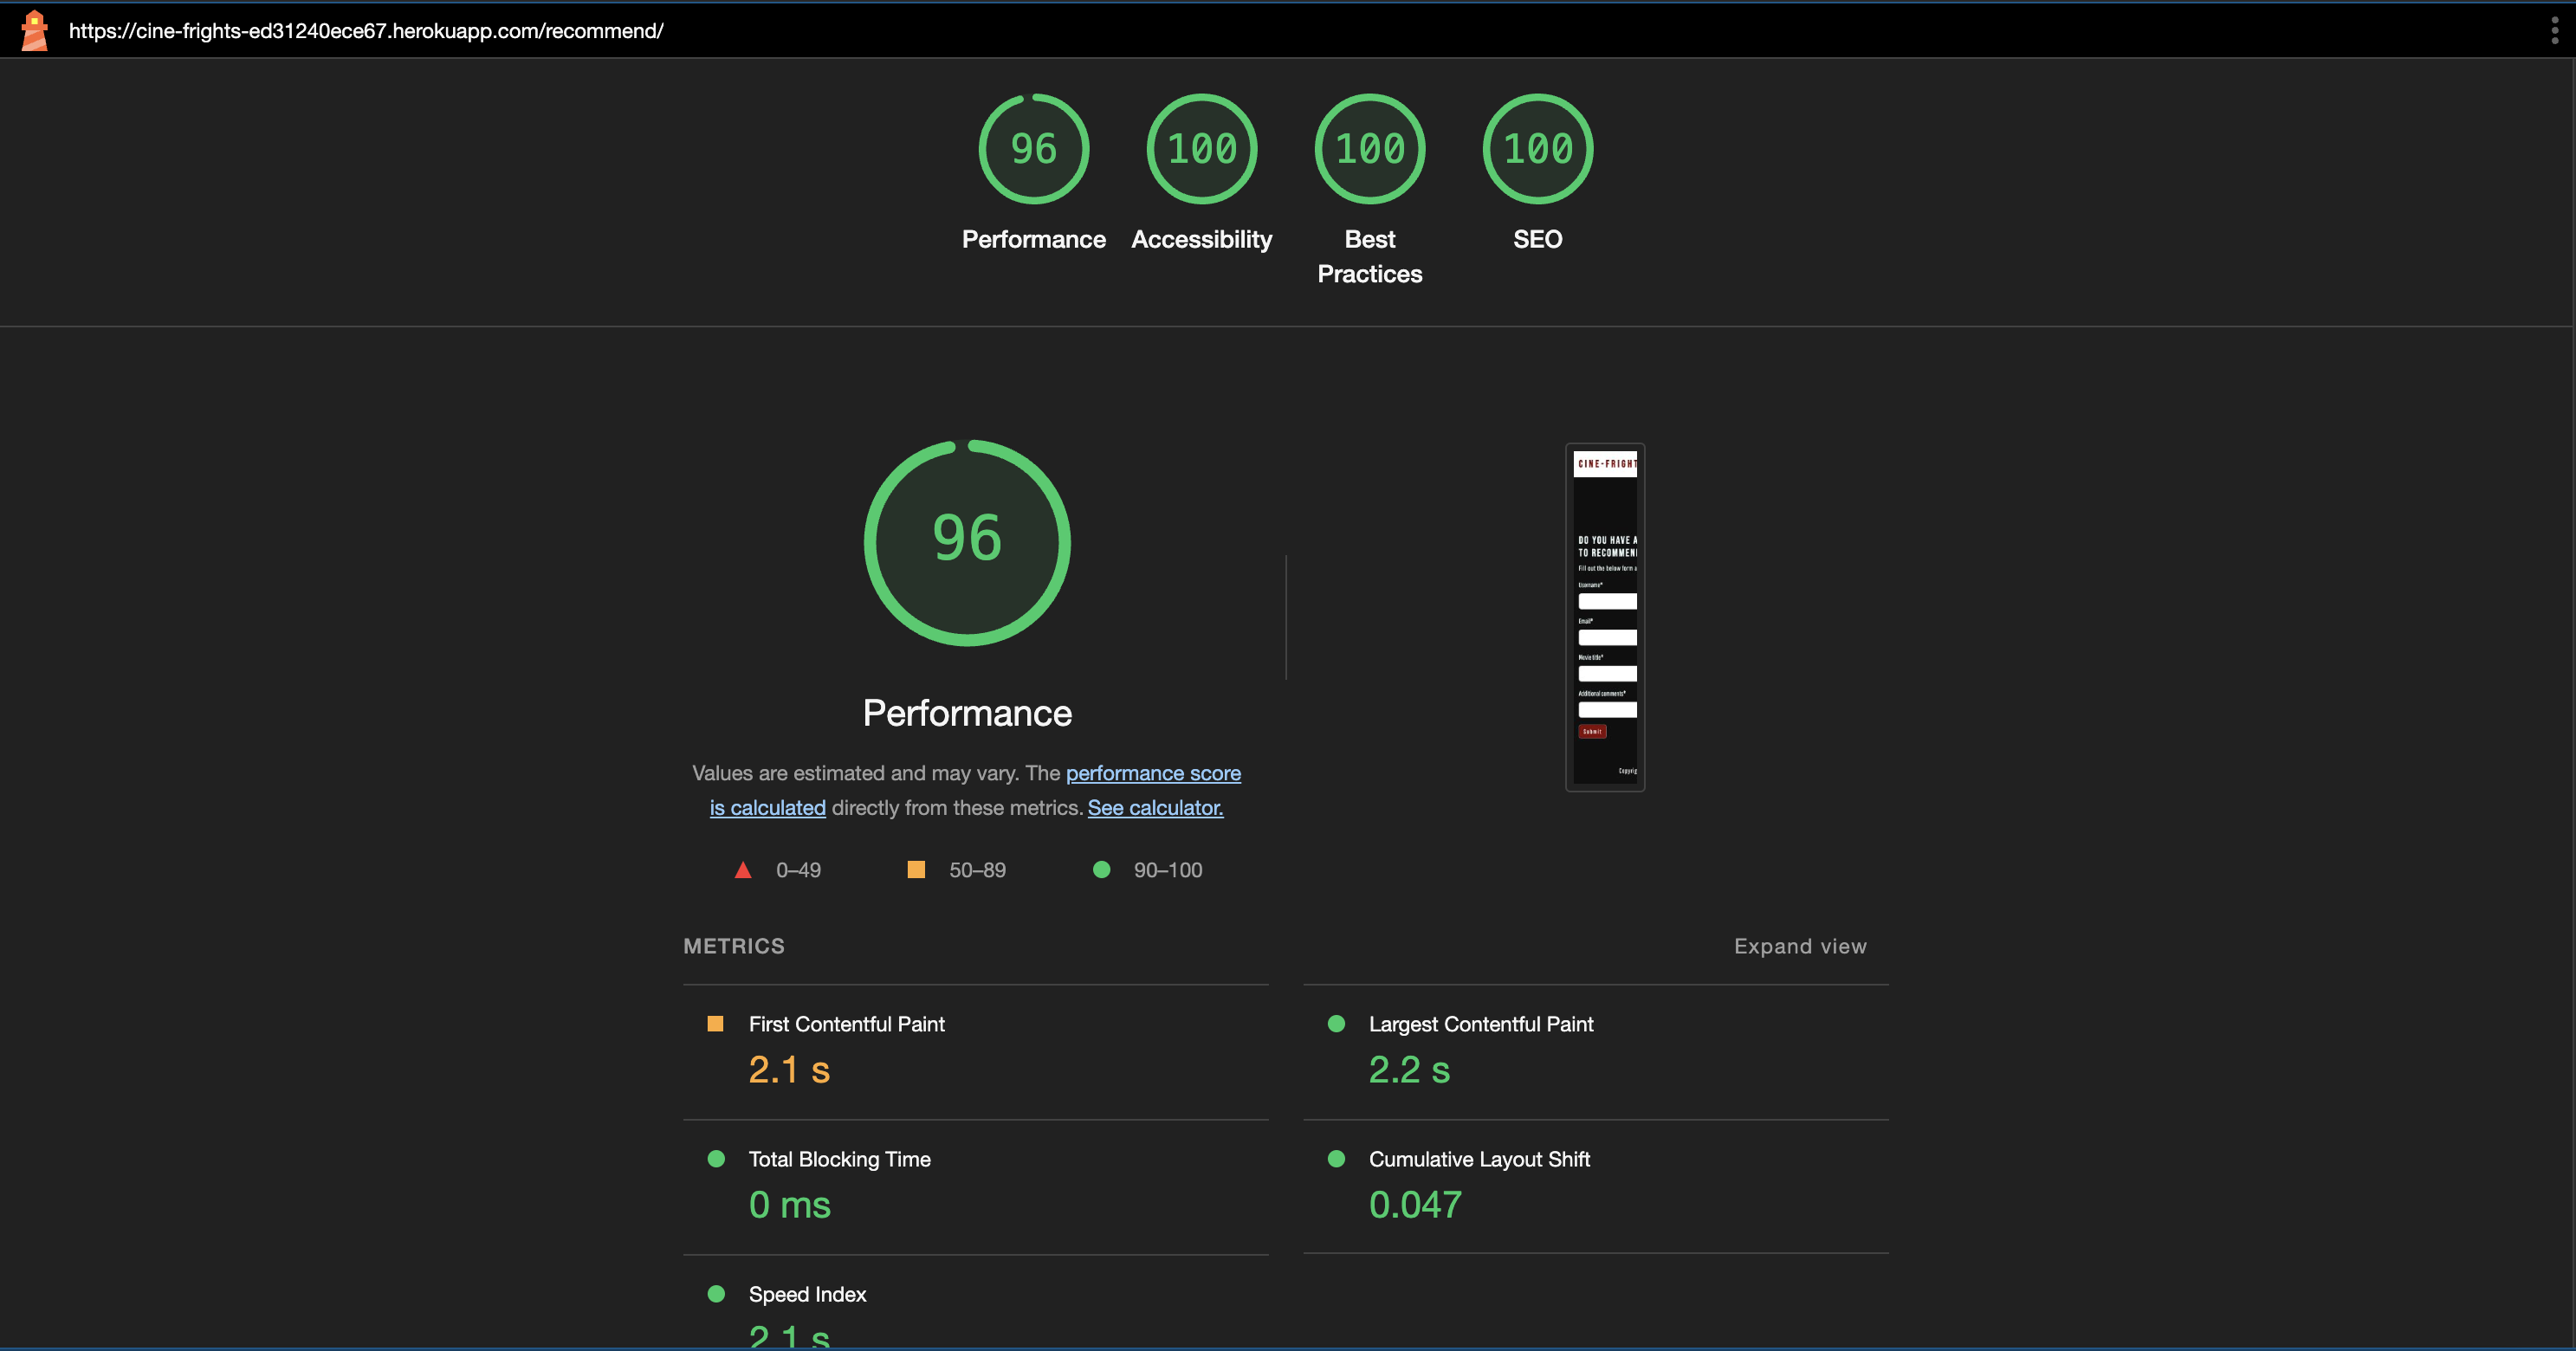 https://cine-frights-ed31240ece67.herokuapp.com/recommend/
96
100
100
100
Performance
Accessibility
Best
Practices
SEO
96
Performance
Values are estimated and may vary. The performance score
is calculated directly from these metrics. See calculator.
0–49
50–89
90–100
CINE-FRIGHT
DO YOU HAVE A
TO RECOMMEN
Fill out the below form a
Username*
Email*
Movie title*
Additional comments*
Submit
Copyrig
METRICS
Expand view
First Contentful Paint
2.1 s
Largest Contentful Paint
2.2 s
Total Blocking Time
0 ms
Cumulative Layout Shift
0.047
Speed Index
2.1 s